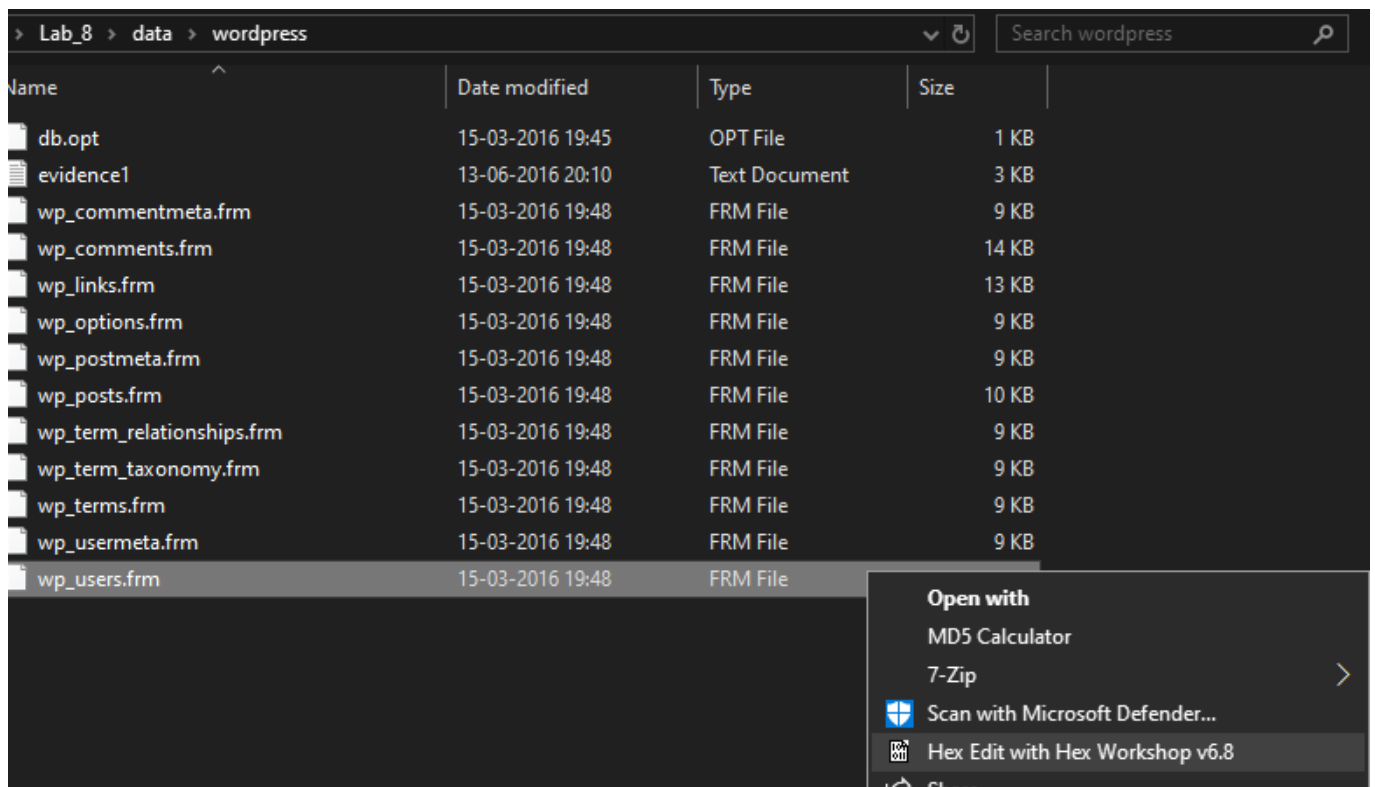 > Lab_8 > data > wordpress Search wordpress
Name Date modified Type Size
db.opt 15-03-2016 19:45 OPT File 1 KB
evidence1 13-06-2016 20:10 Text Document 3 KB
wp_commentmeta.frm 15-03-2016 19:48 FRM File 9 KB
wp_comments.frm 15-03-2016 19:48 FRM File 14 KB
wp_links.frm 15-03-2016 19:48 FRM File 13 KB
wp_options.frm 15-03-2016 19:48 FRM File 9 KB
wp_postmeta.frm 15-03-2016 19:48 FRM File 9 KB
wp_posts.frm 15-03-2016 19:48 FRM File 10 KB
wp_term_relationships.frm 15-03-2016 19:48 FRM File 9 KB
wp_term_taxonomy.frm 15-03-2016 19:48 FRM File 9 KB
wp_terms.frm 15-03-2016 19:48 FRM File 9 KB
wp_usermeta.frm 15-03-2016 19:48 FRM File 9 KB
wp_users.frm 15-03-2016 19:48 FRM File
Open with
MD5 Calculator
7-Zip
Scan with Microsoft Defender...
Hex Edit with Hex Workshop v6.8